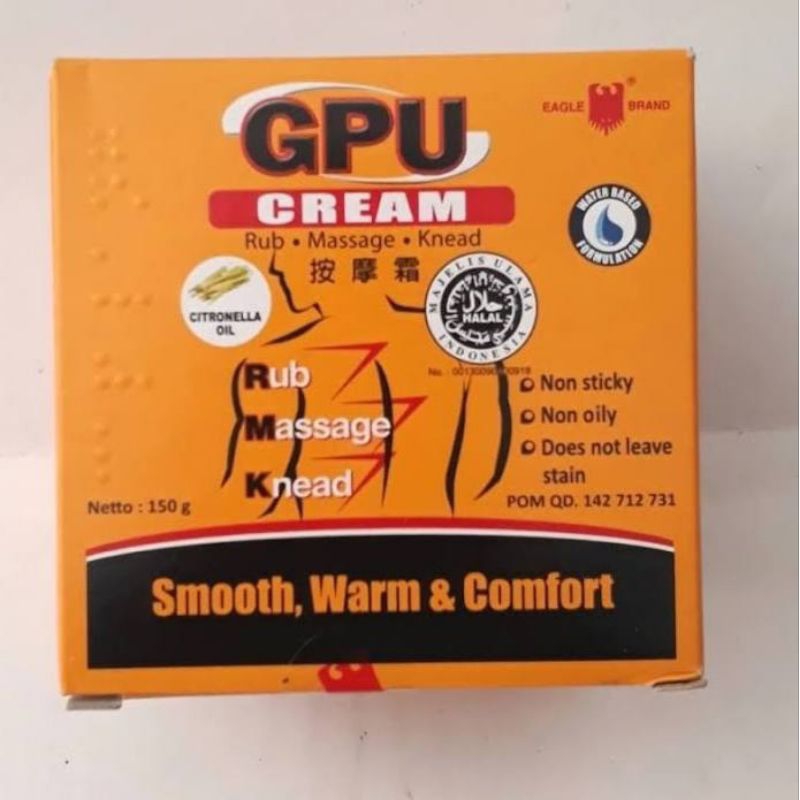 GPU
EAGLE BRAND
®
CREAM
WATER BASED
FORMULATION
Rub • Massage • Knead
按摩霜
CITRONELLA
OIL
MAJELIS ULAMA
INDONESIA
حلال
HALAL
Rub
Massage
Knead
Non sticky
Non oily
Does not leave
stain
Netto : 150 g
POM QD. 142 712 731
Smooth, Warm & Comfort